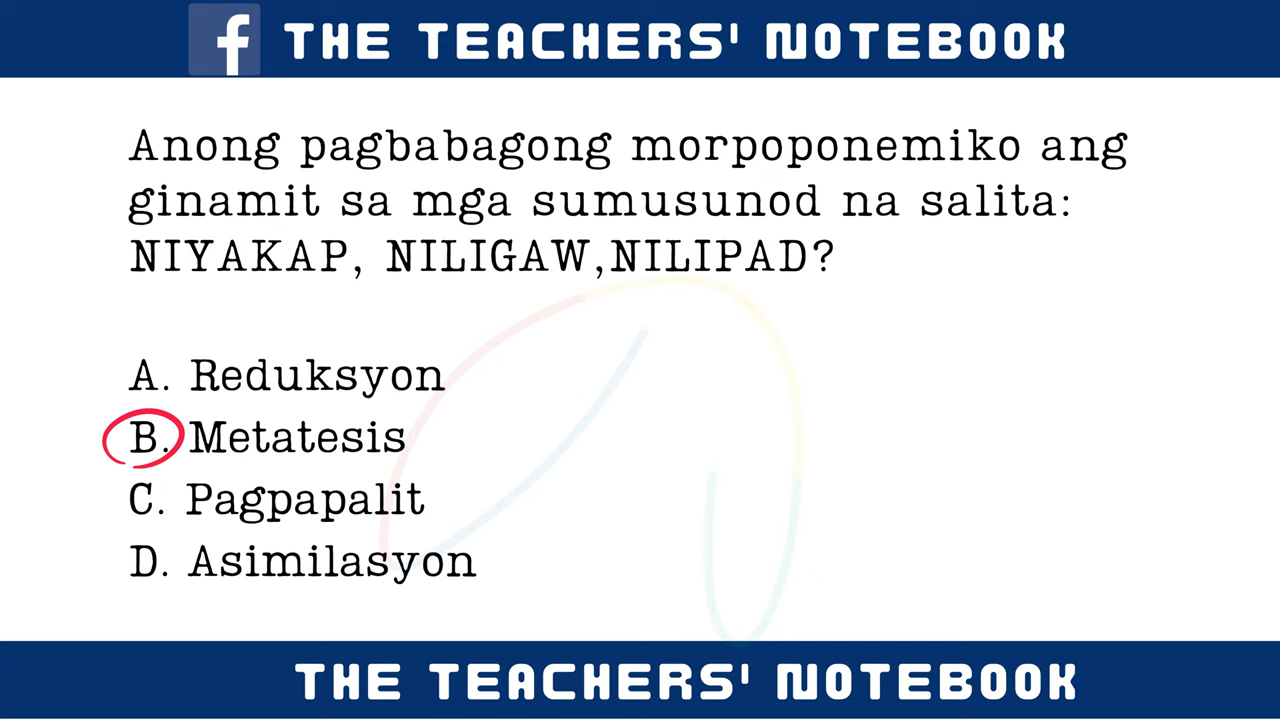 f THE TEACHERS' NOTEBOOK
Anong pagbabagong morpoponemiko ang
ginamit sa mga sumusunod na salita:
NIYAKAP, NILIGAW,NILIPAD?
A. Reduksyon
B. Metatesis
C. Pagpapalit
D. Asimilasyon
THE TEACHERS' NOTEBOOK